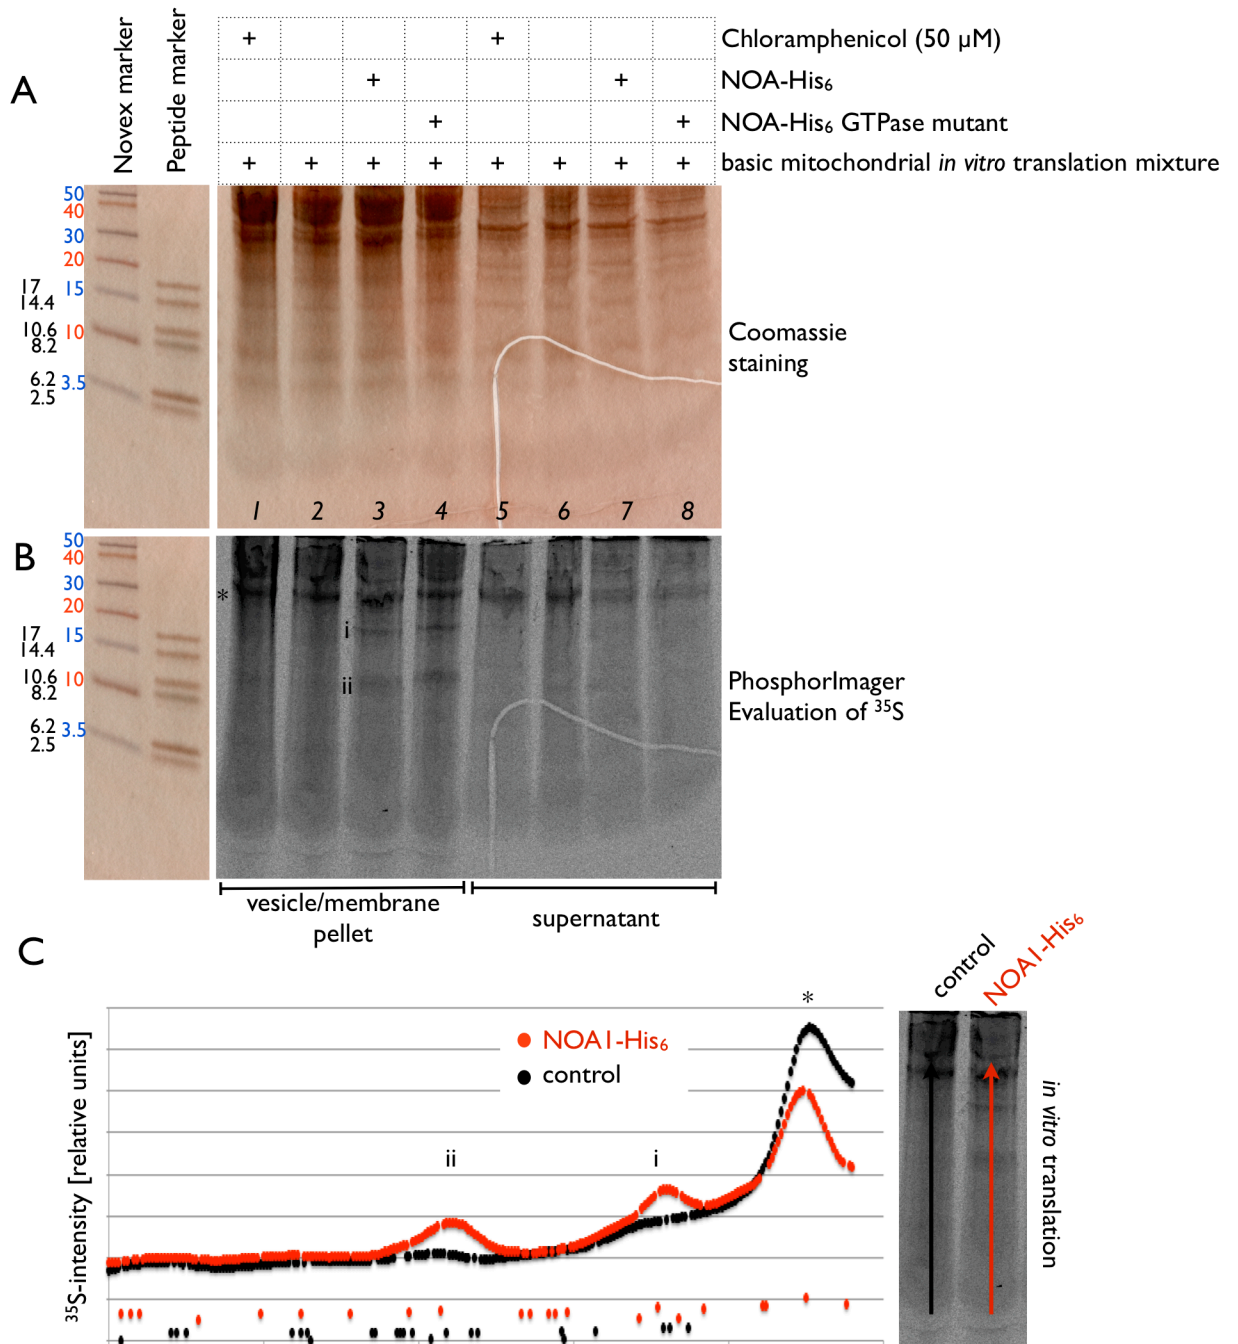 A
Novex marker
Peptide marker
+ + Chloramphenicol (50 µM)
+ + NOA-His6
+ + NOA-His6 GTPase mutant
+ + + + + + + + basic mitochondrial in vitro translation mixture
50
40
30
20
17 15
14.4
10.6 10
8.2
6.2 3.5
2.5
Coomassie
staining
1 2 3 4 5 6 7 8
B
50
40
30
*
20
17 15
i
14.4
10.6 10
ii
8.2
6.2 3.5
2.5
PhosphorImager
Evaluation of 35S
vesicle/membrane
pellet
supernatant
C
control
NOA1-His6
*
NOA1-His6
control
ii i
35S-intensity [relative units]
in vitro translation